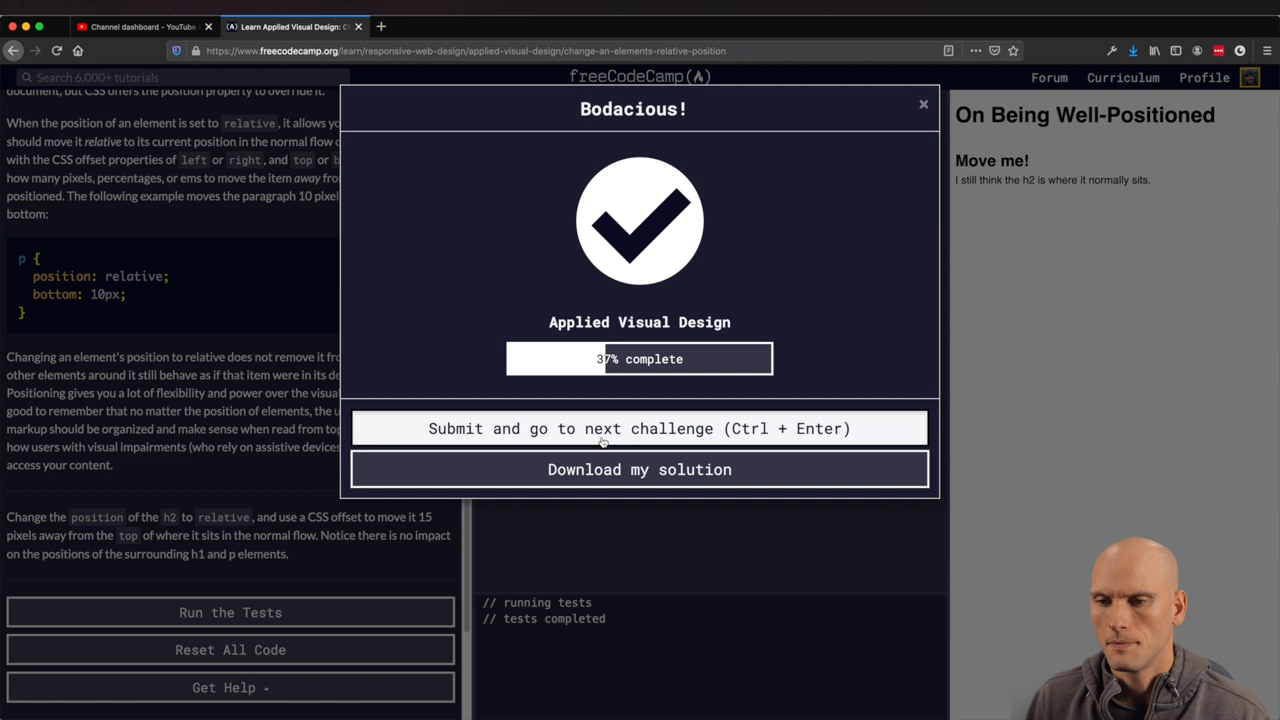 Channel dashboard - YouTube
Learn Applied Visual Design: C
https://www.freecodecamp.org/learn/responsive-web-design/applied-visual-design/change-an-elements-relative-position
Search 6,000+ tutorials
freeCodeCamp
Forum
Curriculum
Profile
document, but CSS offers the position property to override it.
When the position of an element is set to relative, it allows
should move it relative to its current position in the normal flow
with the CSS offset properties of left or right, and top or
how many pixels, percentages, or ems to move the item away
positioned. The following example moves the paragraph 10
bottom:
p {
position: relative;
bottom: 10px;
}
Changing an element's position to relative does not remove it
other elements around it still behave as if that item were in its
Positioning gives you a lot of flexibility and power over the
good to remember that no matter the position of elements, the
markup should be organized and make sense when read from
how users with visual impairments (who rely on assistive
access your content.
Change the position of the h2 to relative, and use a CSS offset to move it 15
pixels away from the top of where it sits in the normal flow. Notice there is no impact
on the positions of the surrounding h1 and p elements.
Run the Tests
Reset All Code
Get Help
Bodacious!
×
Applied Visual Design
37% complete
Submit and go to next challenge (Ctrl + Enter)
Download my solution
// running tests
// tests completed
On Being Well-Positioned
Move me!
I still think the h2 is where it normally sits.